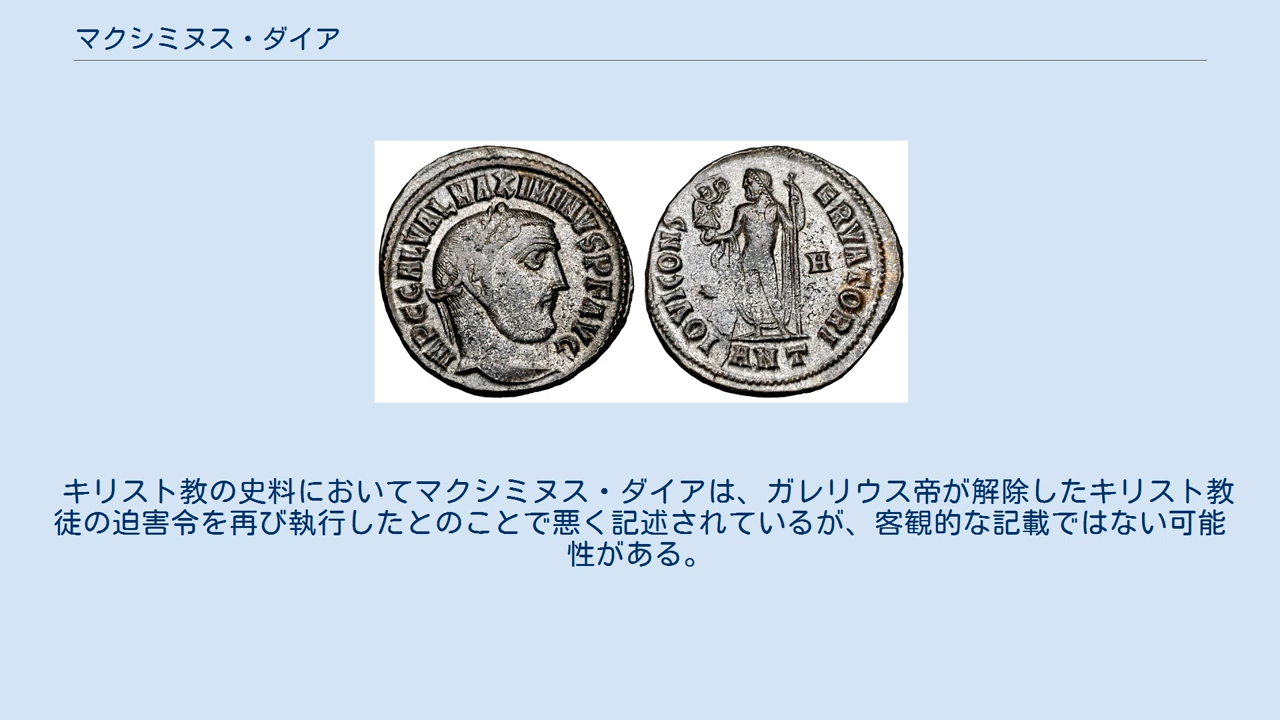 マクシミヌス・ダイア
IMPCGALVALMAXIMINVSPFAVG
IOVICONS
ERVATORI
H
ANT
キリスト教の史料においてマクシミヌス・ダイアは、ガレリウス帝が解除したキリスト教
徒の迫害令を再び執行したとのことで悪く記述されているが、客観的な記載ではない可能
性がある。